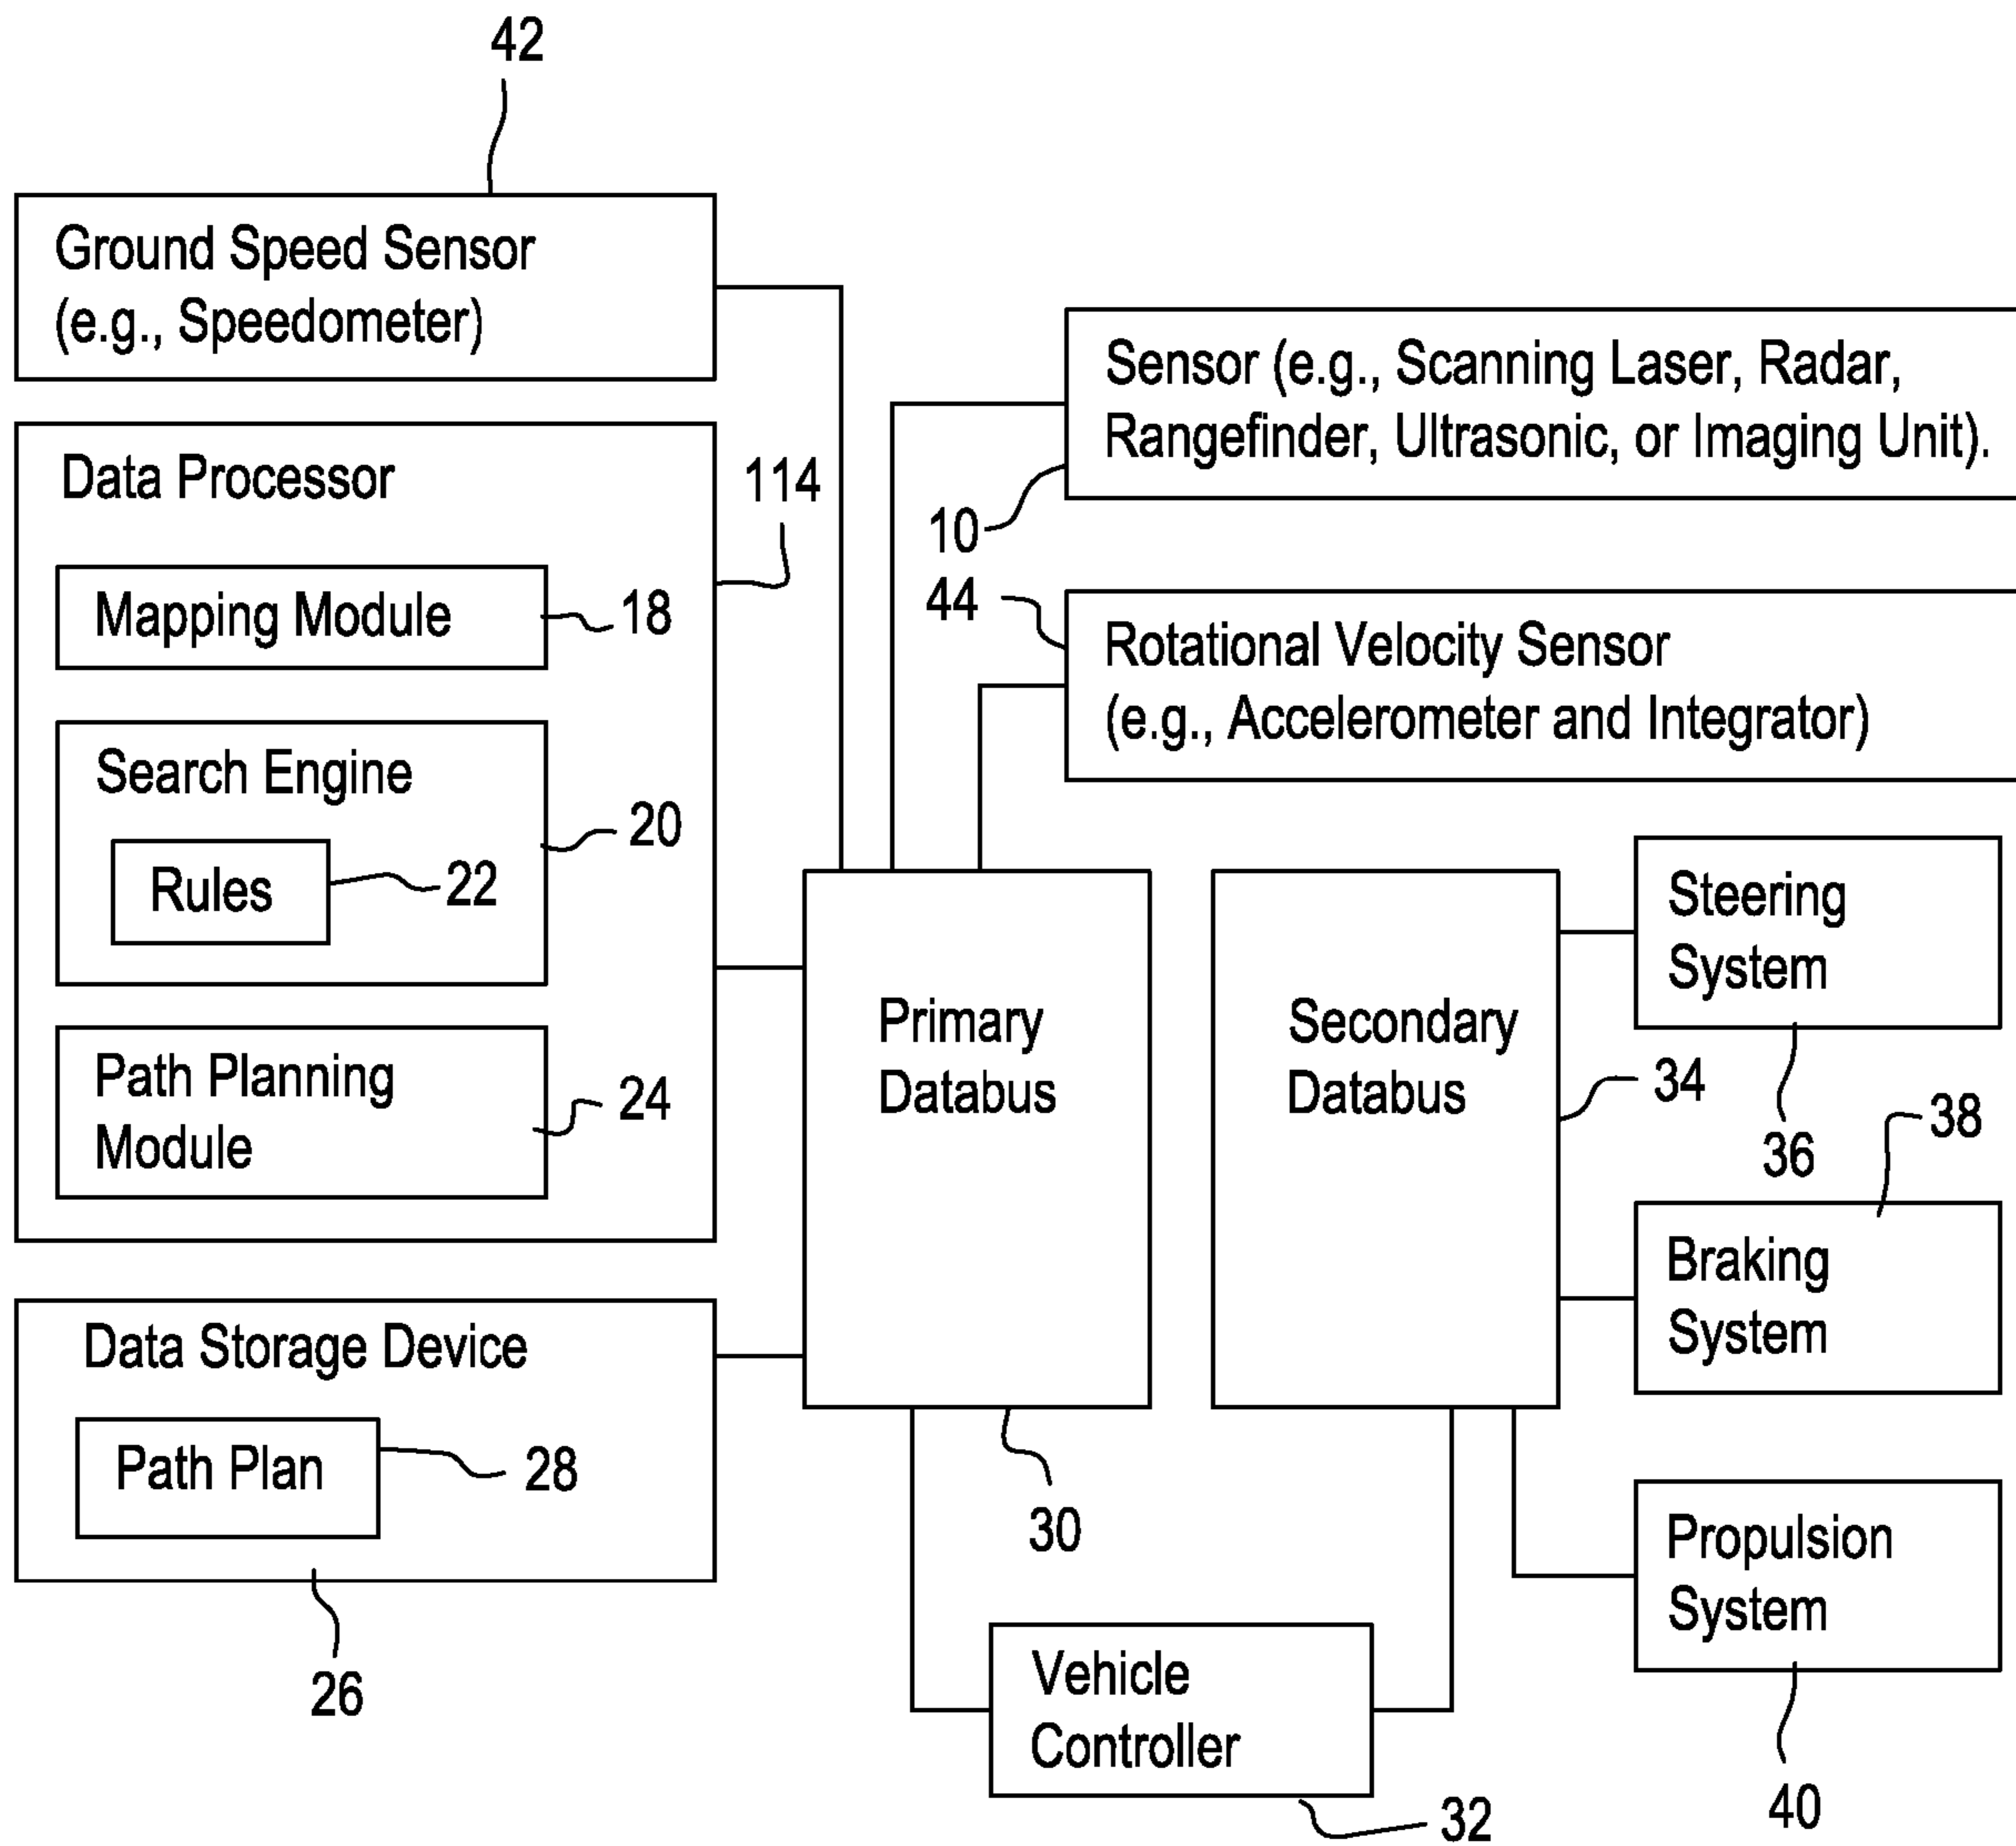 42
Ground Speed Sensor
(e.g., Speedometer)
Sensor (e.g., Scanning Laser, Radar,
Rangefinder, Ultrasonic, or Imaging Unit).
10
Data Processor
114
Mapping Module
18
44
Rotational Velocity Sensor
(e.g., Accelerometer and Integrator)
Search Engine
20
Rules
22
Path Planning
Module
24
Primary
Databus
30
Secondary
Databus
34
Steering
System
36
38
Braking
System
Data Storage Device
Path Plan
28
26
Propulsion
System
40
Vehicle
Controller
32